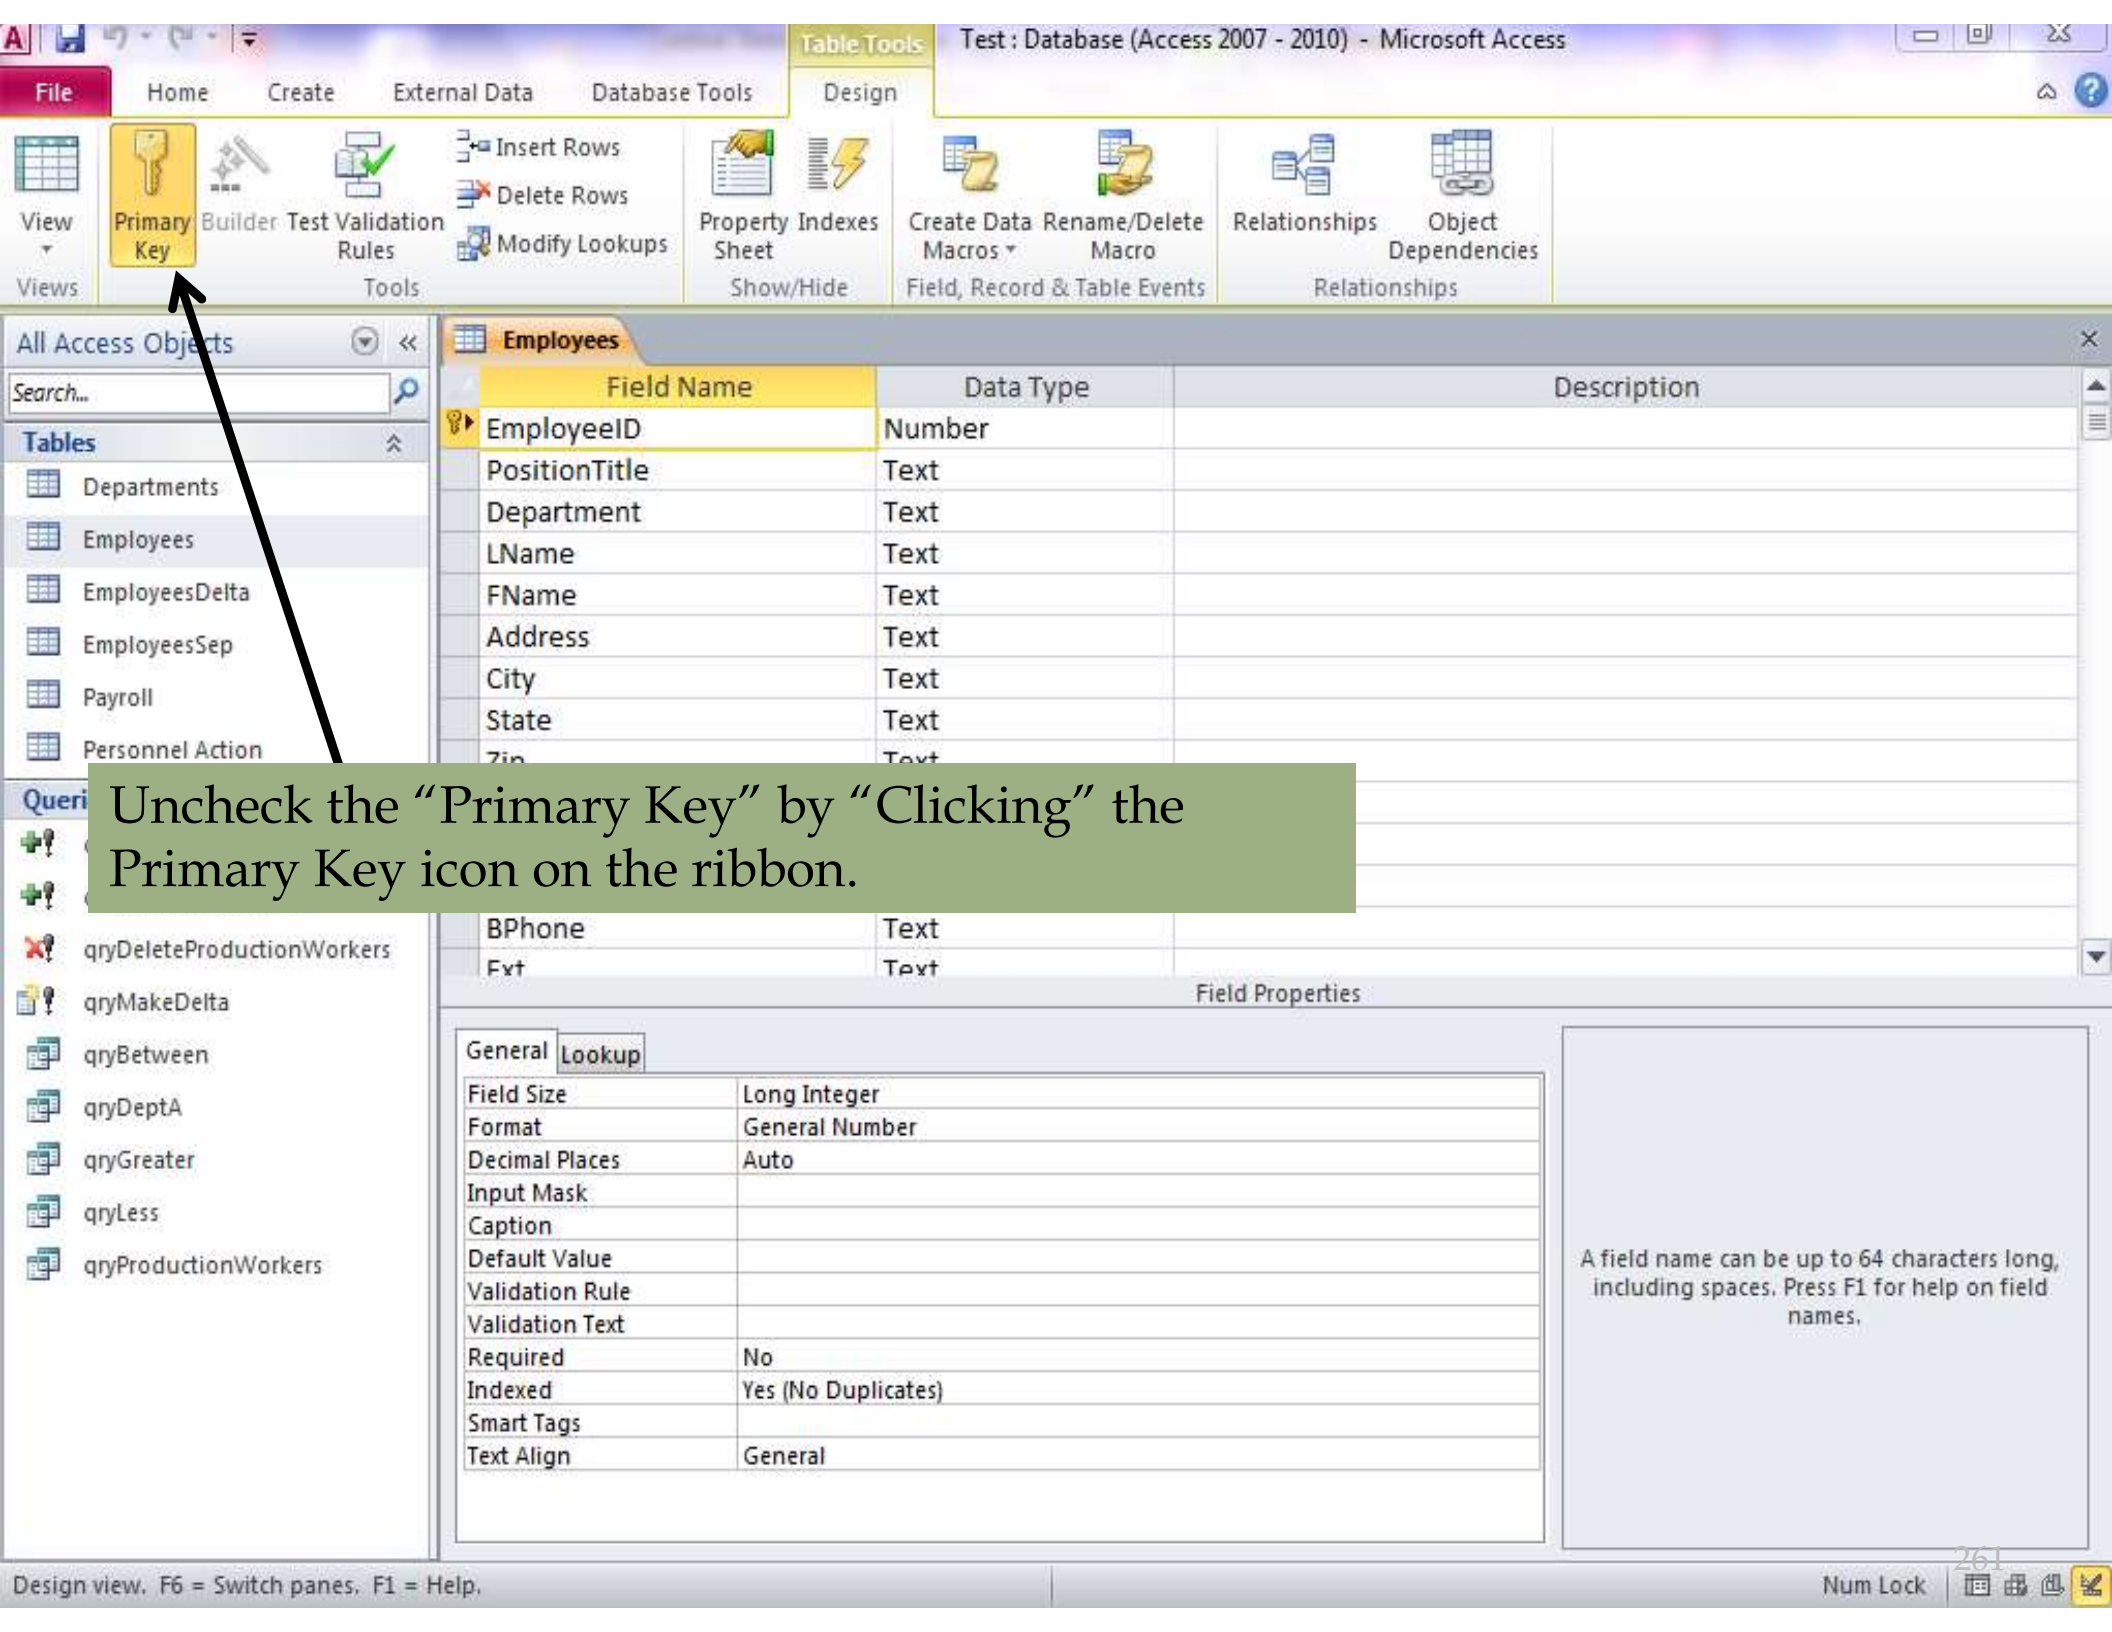 Table Tools
Test : Database (Access 2007 - 2010) - Microsoft Access
File Home Create External Data Database Tools Design
View
Primary Key
Builder
Test Validation Rules
Insert Rows
Delete Rows
Modify Lookups
Property Sheet
Indexes
Create Data Macros
Rename/Delete Macro
Relationships
Object Dependencies
Views Tools Show/Hide Field, Record & Table Events Relationships
All Access Objects
Search...
Tables
Departments
Employees
EmployeesDelta
EmployeesSep
Payroll
Personnel Action
Queri
qryDeleteProductionWorkers
qryMakeDelta
qryBetween
qryDeptA
qryGreater
qryLess
qryProductionWorkers
Employees
Field Name Data Type Description
EmployeeID Number
PositionTitle Text
Department Text
LName Text
FName Text
Address Text
City Text
State Text
Zip Text
Uncheck the “Primary Key” by “Clicking” the
Primary Key icon on the ribbon.
BPhone Text
Ext Text
Field Properties
General Lookup
Field Size Long Integer
Format General Number
Decimal Places Auto
Input Mask
Caption
Default Value
Validation Rule
Validation Text
Required No
Indexed Yes (No Duplicates)
Smart Tags
Text Align General
A field name can be up to 64 characters long,
including spaces. Press F1 for help on field
names.
261
Design view. F6 = Switch panes. F1 = Help.
Num Lock